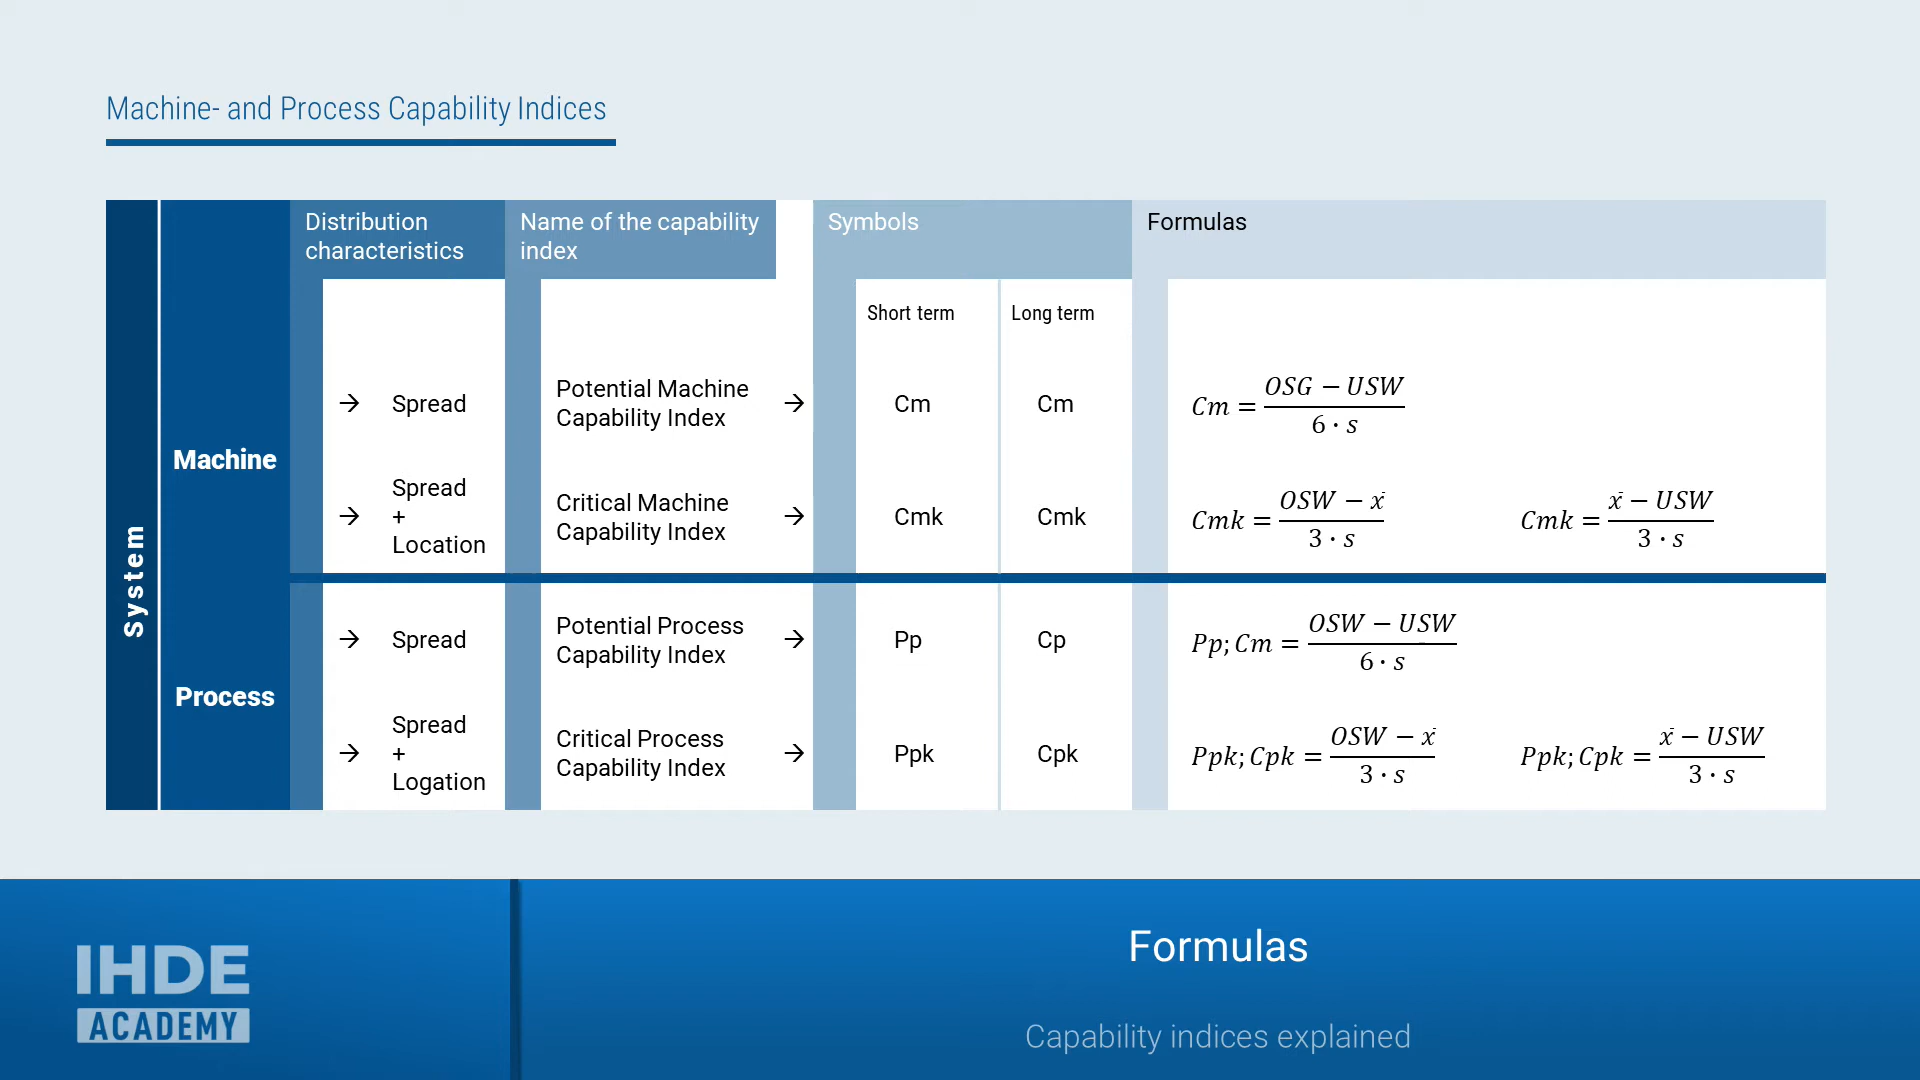 Machine- and Process Capability Indices
Distribution
characteristics
Name of the capability
index
Symbols
Formulas
Short term
Long term
System
Machine
→ Spread
Potential Machine
Capability Index →
Cm
Cm
Cm = (OSG − USW) / (6 · s)
→ Spread
+
Location
Critical Machine
Capability Index →
Cmk
Cmk
Cmk = (OSW − x̄) / (3 · s)
Cmk = (x̄ − USW) / (3 · s)
Process
→ Spread
Potential Process
Capability Index →
Pp
Cp
Pp; Cm = (OSW − USW) / (6 · s)
→ Spread
+
Logation
Critical Process
Capability Index →
Ppk
Cpk
Ppk; Cpk = (OSW − x̄) / (3 · s)
Ppk; Cpk = (x̄ − USW) / (3 · s)
IHDE
ACADEMY
Formulas
Capability indices explained